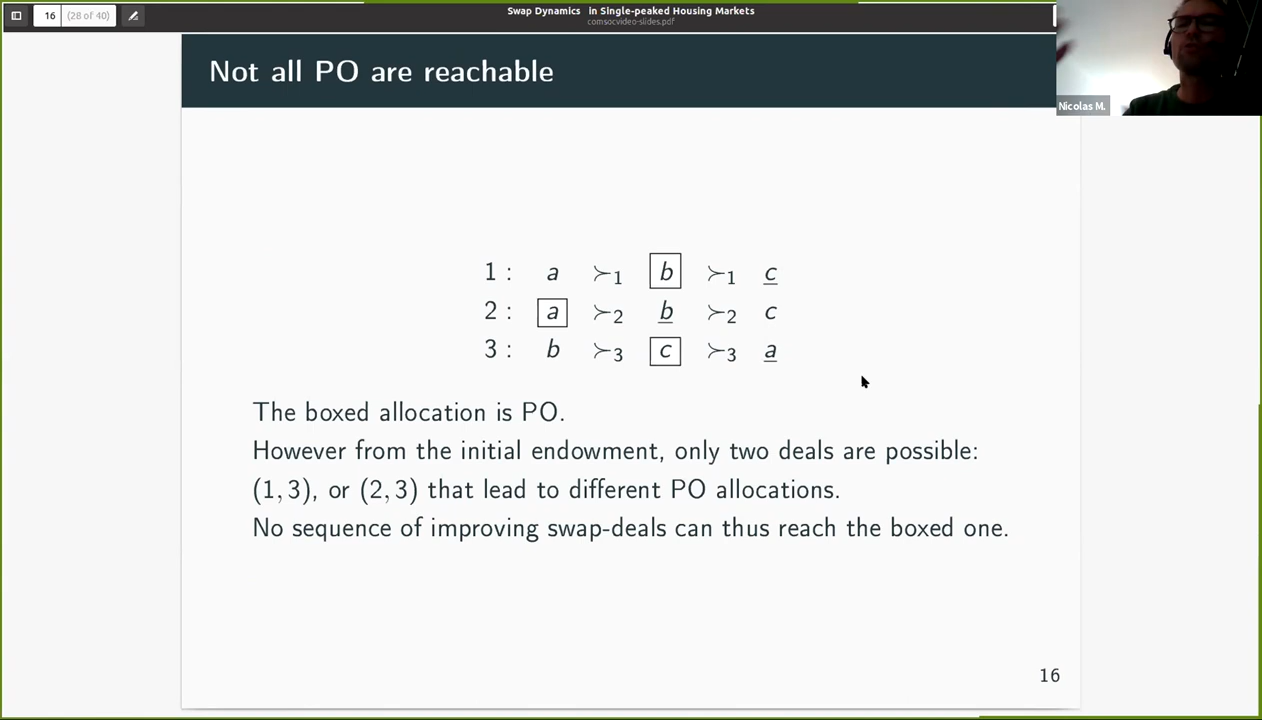 16 (28 of 40)
Swap Dynamics in Single-peaked Housing Markets
comsocvideo-slides.pdf
Nicolas M.
Not all PO are reachable
1 : a ≻1 b ≻1 c
2 : a ≻2 b ≻2 c
3 : b ≻3 c ≻3 a
The boxed allocation is PO.
However from the initial endowment, only two deals are possible:
(1, 3), or (2, 3) that lead to different PO allocations.
No sequence of improving swap-deals can thus reach the boxed one.
16